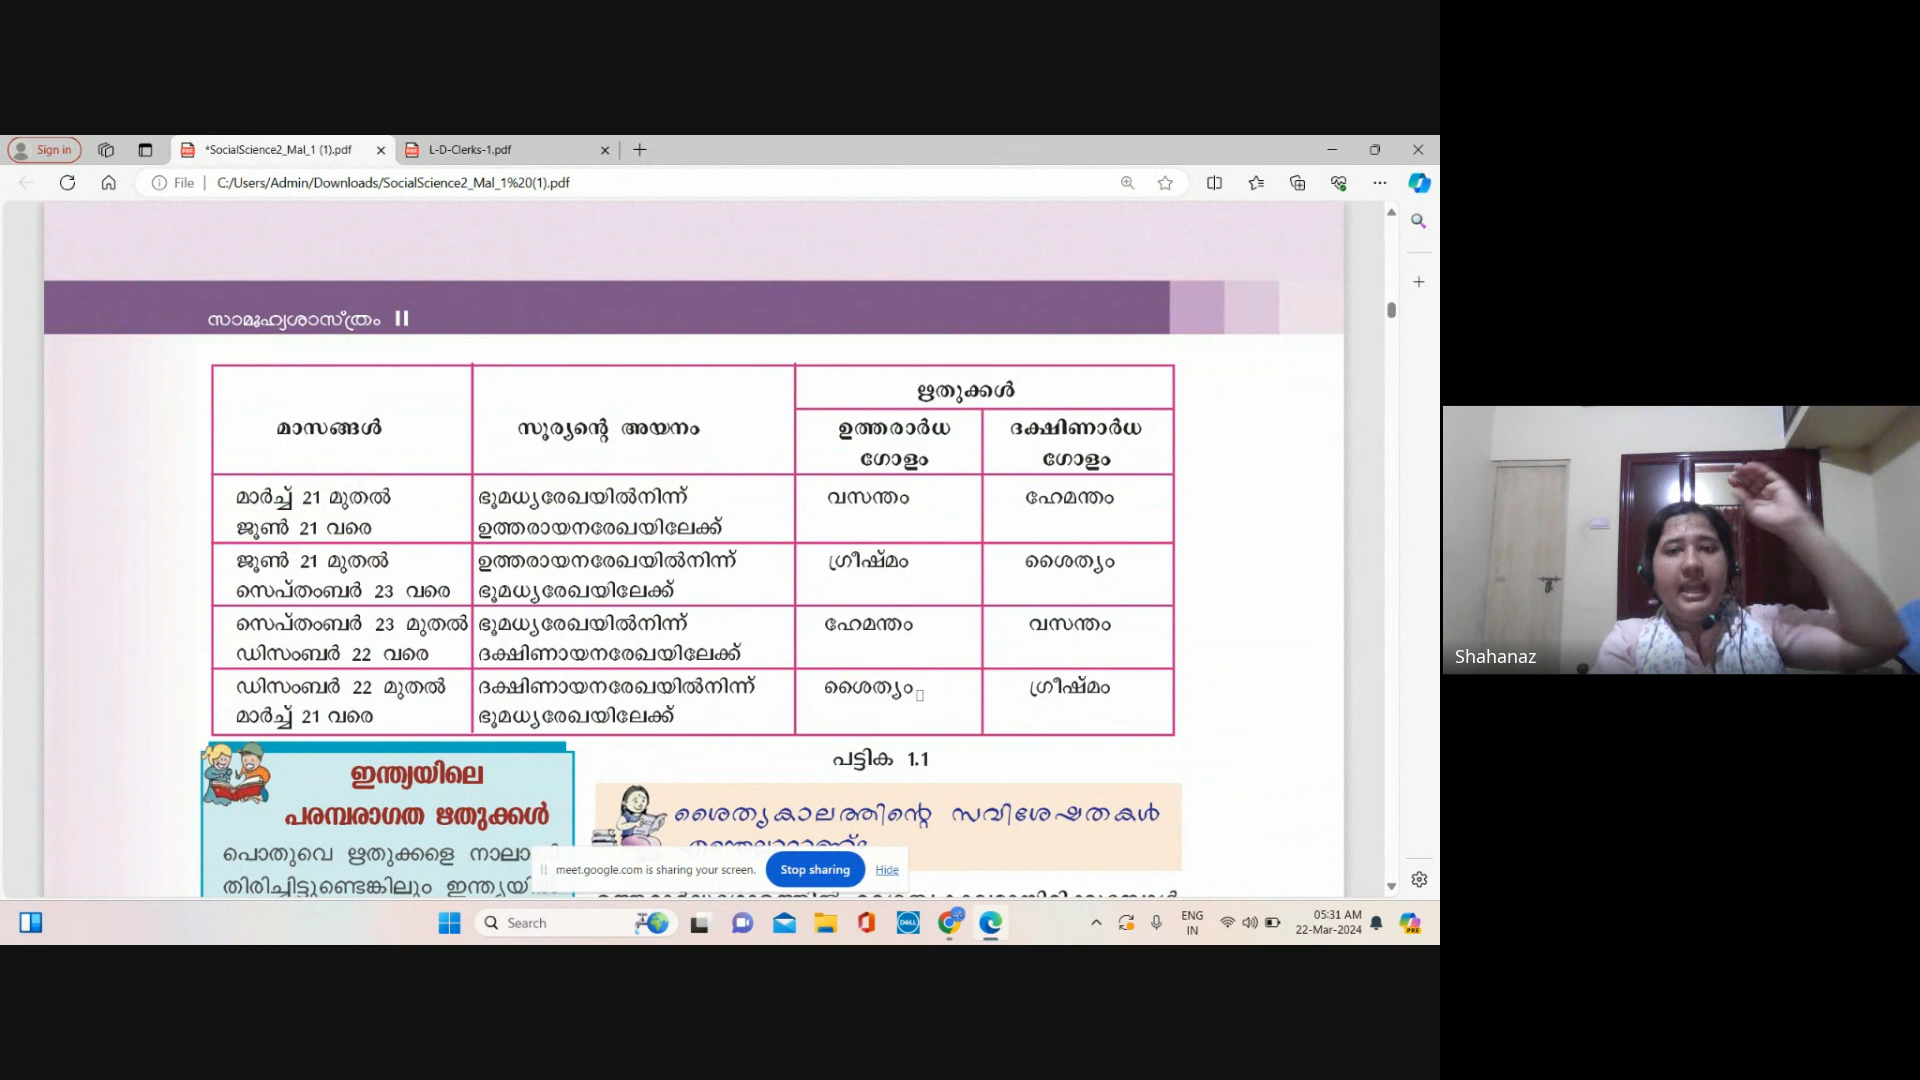 Sign in
*SocialScience2_Mal_1 (1).pdf
L-D-Clerks-1.pdf
File
C:/Users/Admin/Downloads/SocialScience2_Mal_1%20(1).pdf
സാമൂഹ്യശാസ്ത്രം II
മാസങ്ങൾ
സൂര്യന്റെ അയനം
ഋതുക്കൾ
ഉത്തരാർധ ഗോളം
ദക്ഷിണാർധ ഗോളം
മാർച്ച് 21 മുതൽ ജൂൺ 21 വരെ
ഭൂമധ്യരേഖയിൽനിന്ന് ഉത്തരായനരേഖയിലേക്ക്
വസന്തം
ഹേമന്തം
ജൂൺ 21 മുതൽ സെപ്തംബർ 23 വരെ
ഉത്തരായനരേഖയിൽനിന്ന് ഭൂമധ്യരേഖയിലേക്ക്
ഗ്രീഷ്മം
ശൈത്യം
സെപ്തംബർ 23 മുതൽ ഡിസംബർ 22 വരെ
ഭൂമധ്യരേഖയിൽനിന്ന് ദക്ഷിണായനരേഖയിലേക്ക്
ഹേമന്തം
വസന്തം
ഡിസംബർ 22 മുതൽ മാർച്ച് 21 വരെ
ദക്ഷിണായനരേഖയിൽനിന്ന് ഭൂമധ്യരേഖയിലേക്ക്
ശൈത്യം
ഗ്രീഷ്മം
പട്ടിക 1.1
ഇന്ത്യയിലെ
പരമ്പരാഗത ഋതുക്കൾ
പൊതുവെ ഋതുക്കളെ
തിരിച്ചിട്ടുണ്ടെങ്കിലും
ശൈത്യകാലത്തിന്റെ സവിശേഷതകൾ
meet.google.com is sharing your screen.
Stop sharing
Hide
Shahanaz
Search
ENG
IN
05:31 AM
22-Mar-2024